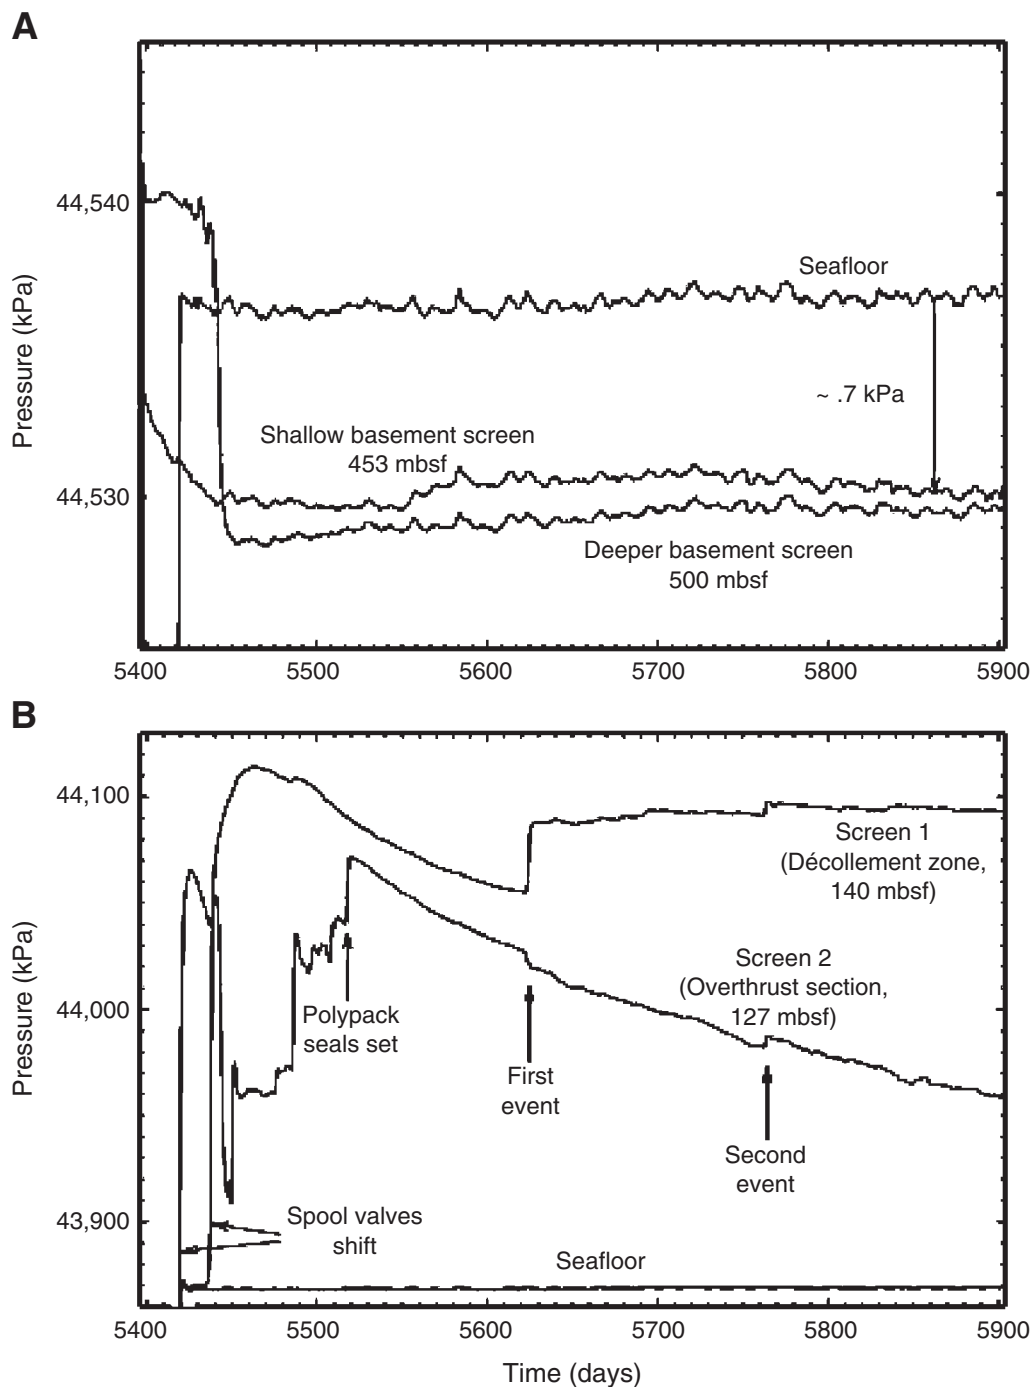 A
Pressure (kPa)
44,540
44,530
Seafloor
~ .7 kPa
Shallow basement screen
453 mbsf
Deeper basement screen
500 mbsf
5400 5500 5600 5700 5800 5900
B
Pressure (kPa)
44,100
44,000
43,900
Screen 1
(Décollement zone,
140 mbsf)
Screen 2
(Overthrust section,
127 mbsf)
Polypack
seals set
First
event
Second
event
Spool valves
shift
Seafloor
5400 5500 5600 5700 5800 5900
Time (days)